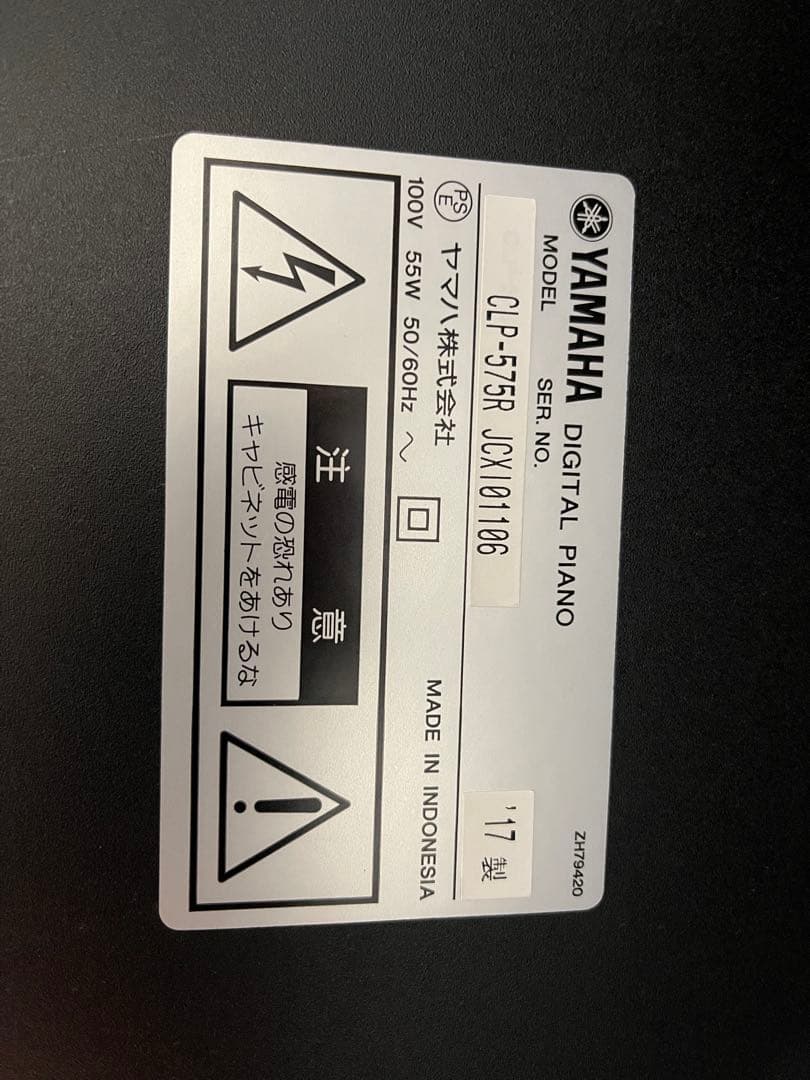 YAMAHA DIGITAL PIANO
MODEL SER. NO. ZH79420
CLP-575R JCXI01106 '17 製
PSE ヤマハ株式会社 MADE IN INDONESIA
100V 55W 50/60Hz ～
注 意
感電の恐れあり
キャビネットをあけるな